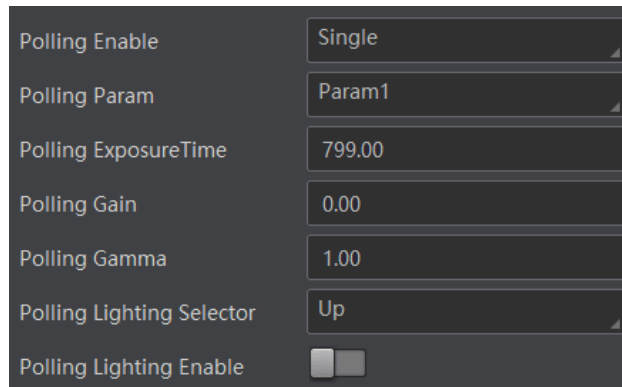 Polling Enable Single
Polling Param Param1
Polling ExposureTime 799.00
Polling Gain 0.00
Polling Gamma 1.00
Polling Lighting Selector Up
Polling Lighting Enable